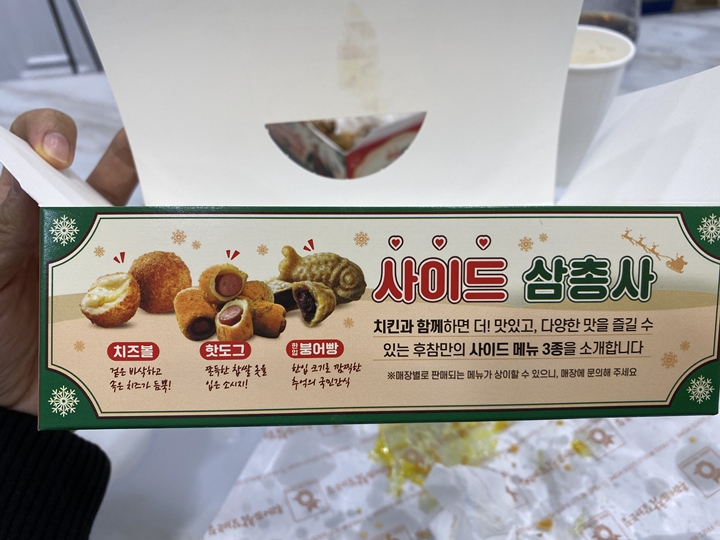 사이드 삼총사
치킨과 함께하면 더! 맛있고, 다양한 맛을 즐길 수
있는 후참만의 사이드 메뉴 3종을 소개합니다
※매장별로 판매되는 메뉴가 상이할 수 있으니, 매장에 문의해 주세요
치즈볼
겉은 바삭하고
속은 치즈가 듬뿍!
핫도그
쫀득한 찹쌀 옷을
입은 소시지!
한입 붕어빵
한입 크기로 깜찍한
추억의 국민간식